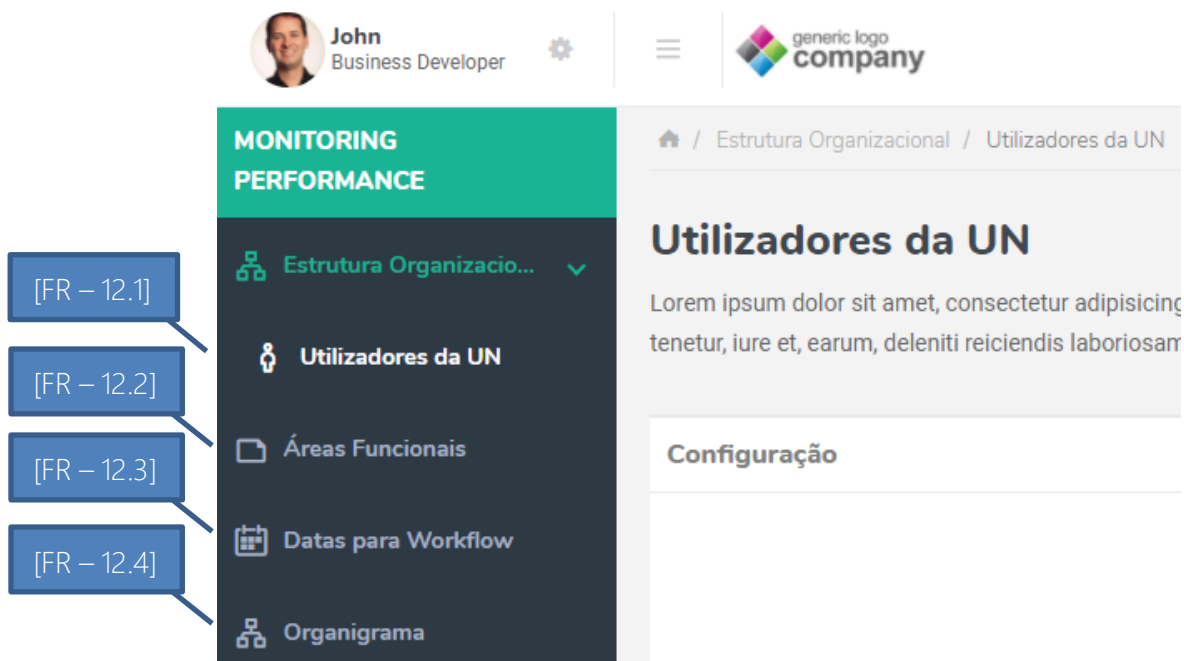 John
Business Developer
generic logo
company
MONITORING
PERFORMANCE
/ Estrutura Organizacional / Utilizadores da UN
Estrutura Organizacio...
Utilizadores da UN
Lorem ipsum dolor sit amet, consectetur adipisicing
tenetur, iure et, earum, deleniti reiciendis laboriosam
[FR – 12.1]
Utilizadores da UN
[FR – 12.2]
Áreas Funcionais
Configuração
[FR – 12.3]
Datas para Workflow
[FR – 12.4]
Organigrama